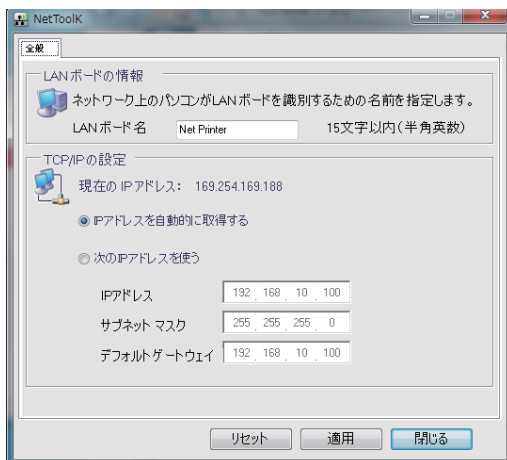 NetToolK
全般
LANボードの情報
ネットワーク上のパソコンがLANボードを識別するための名前を指定します。
LANボード名 Net Printer 15文字以内(半角英数)
TCP/IPの設定
現在のIPアドレス: 169.254.169.188
IPアドレスを自動的に取得する
次のIPアドレスを使う
IPアドレス 192 . 168 . 10 . 100
サブネット マスク 255 . 255 . 255 . 0
デフォルトゲートウェイ 192 . 168 . 10 . 100
リセット 適用 閉じる